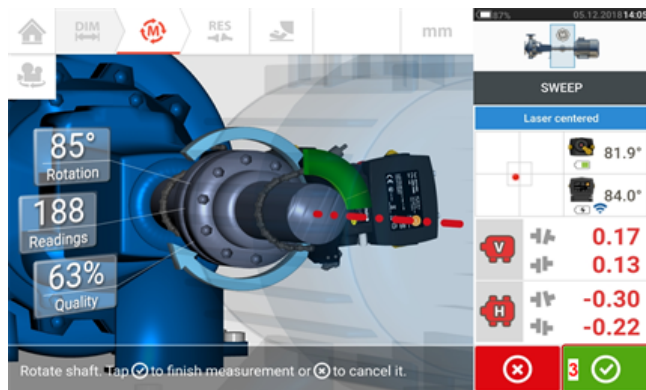 DIM
M
RES
mm
87%
05.12.2018 14:05
SWEEP
Laser centered
81.9°
84.0°
85°
Rotation
188
Readings
63%
Quality
V
0.17
0.13
H
-0.30
-0.22
Rotate shaft. Tap to finish measurement or to cancel it.
3